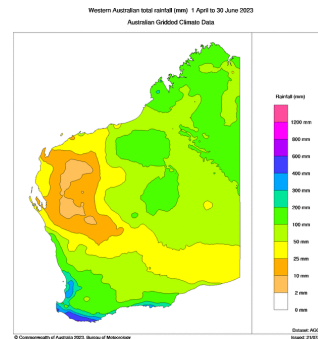 Western Australian total rainfall (mm) 1 April to 30 June 2023
Australian Gridded Climate Data
Rainfall (mm)
1200 mm
800 mm
600 mm
400 mm
300 mm
200 mm
100 mm
50 mm
25 mm
10 mm
2 mm
0 mm
Dataset: AG
© Commonwealth of Australia 2023, Bureau of Meteorology
Issued: 21/0